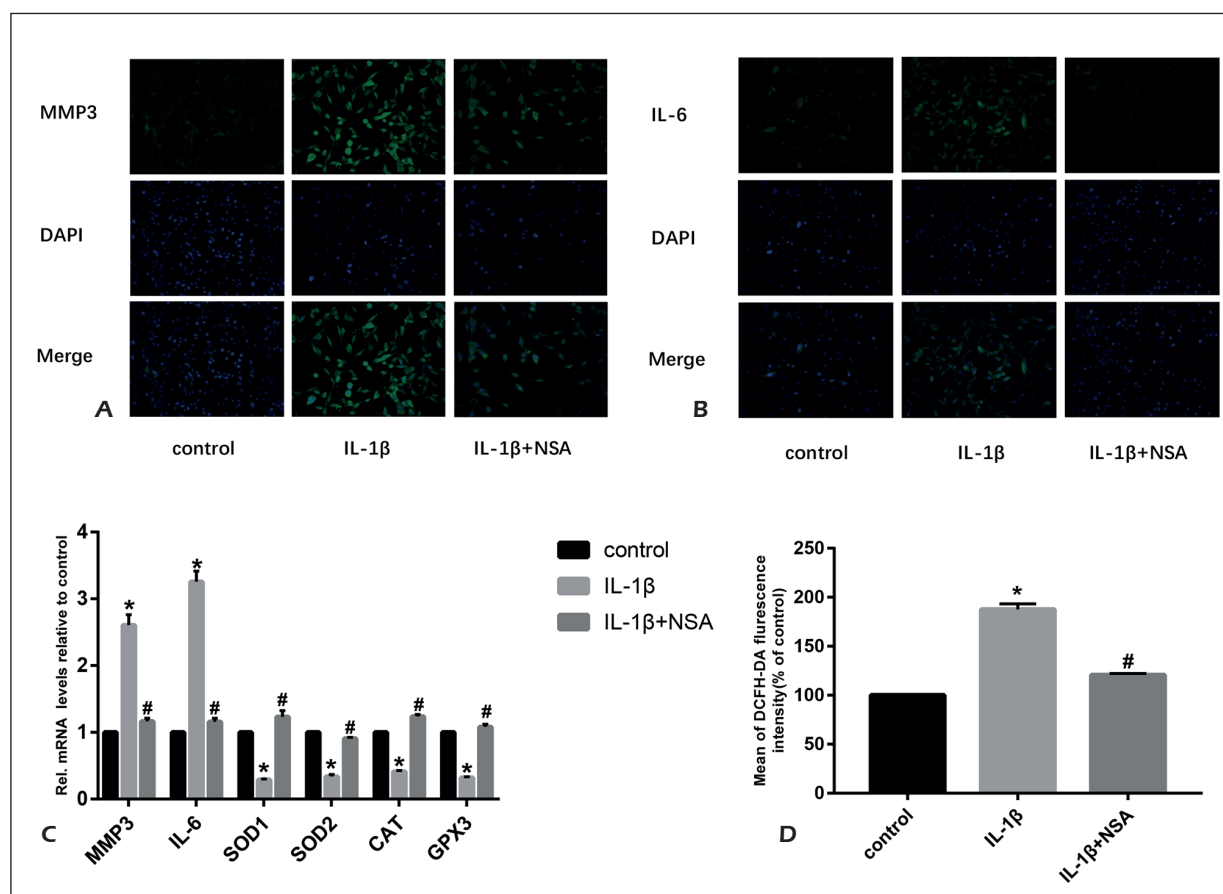 MMP3
DAPI
Merge
A
control
IL-1β
IL-1β+NSA
IL-6
DAPI
Merge
B
control
IL-1β
IL-1β+NSA
Rel. mRNA levels relative to control
4
3
2
1
0
MMP3
IL-6
SOD1
SOD2
CAT
GPX3
*
#
*
#
*
#
*
#
*
#
*
#
C
control
IL-1β
IL-1β+NSA
Mean of DCFH-DA flurescence
intensity(% of control)
250
200
150
100
50
0
*
#
control
IL-1β
IL-1β+NSA
D